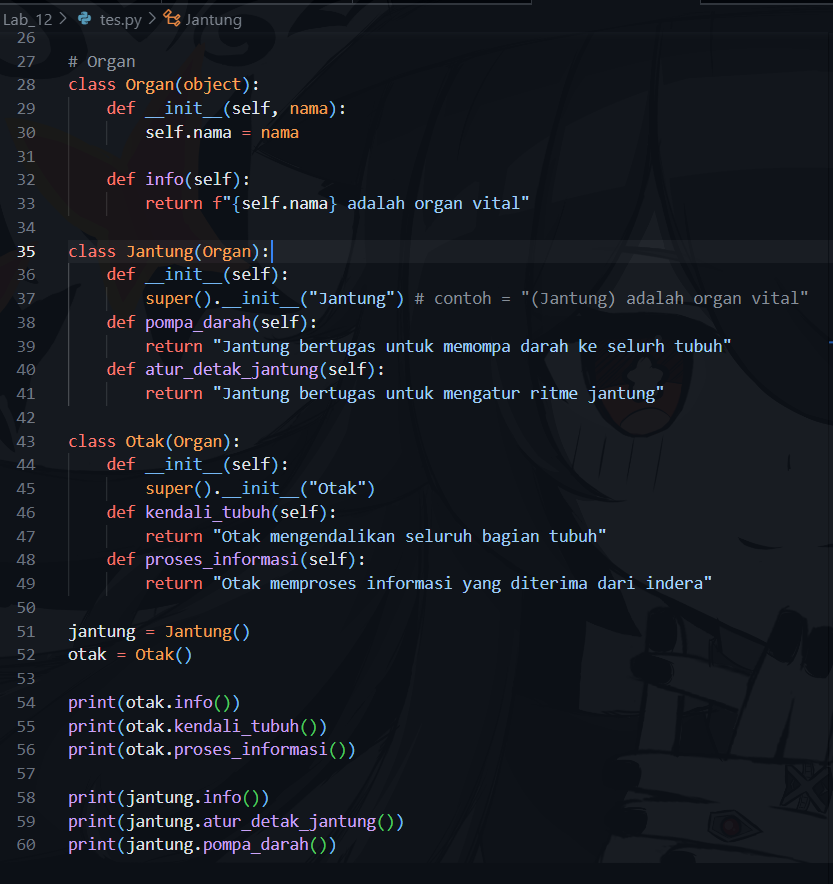 Lab_12 > tes.py > Jantung
26
27 # Organ
28 class Organ(object):
29     def __init__(self, nama):
30         self.nama = nama
31
32     def info(self):
33         return f"{self.nama} adalah organ vital"
34
35 class Jantung(Organ):
36     def __init__(self):
37         super().__init__("Jantung") # contoh = "(Jantung) adalah organ vital"
38     def pompa_darah(self):
39         return "Jantung bertugas untuk memompa darah ke selurh tubuh"
40     def atur_detak_jantung(self):
41         return "Jantung bertugas untuk mengatur ritme jantung"
42
43 class Otak(Organ):
44     def __init__(self):
45         super().__init__("Otak")
46     def kendali_tubuh(self):
47         return "Otak mengendalikan seluruh bagian tubuh"
48     def proses_informasi(self):
49         return "Otak memproses informasi yang diterima dari indera"
50
51 jantung = Jantung()
52 otak = Otak()
53
54 print(otak.info())
55 print(otak.kendali_tubuh())
56 print(otak.proses_informasi())
57
58 print(jantung.info())
59 print(jantung.atur_detak_jantung())
60 print(jantung.pompa_darah())